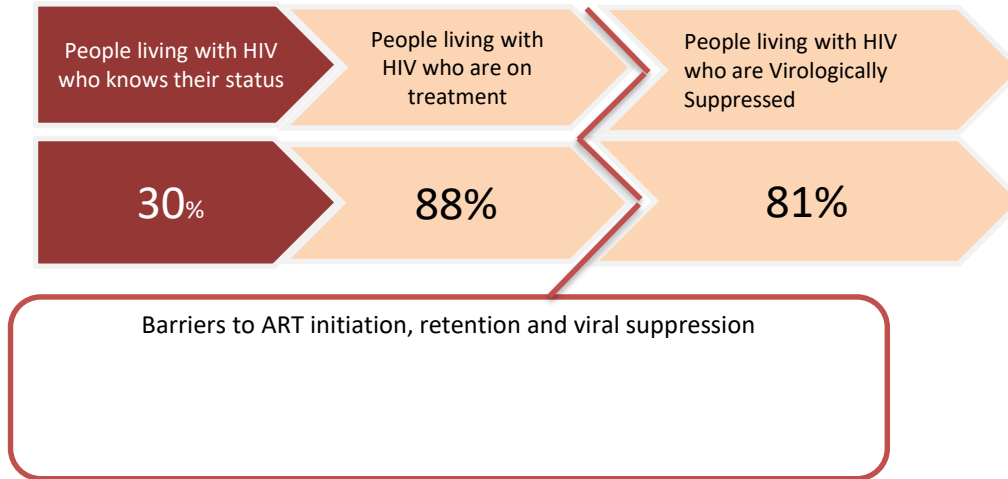 People living with HIV
who knows their status
People living with
HIV who are on
treatment
People living with HIV
who are Virologically
Suppressed
30%
88%
81%
Barriers to ART initiation, retention and viral suppression